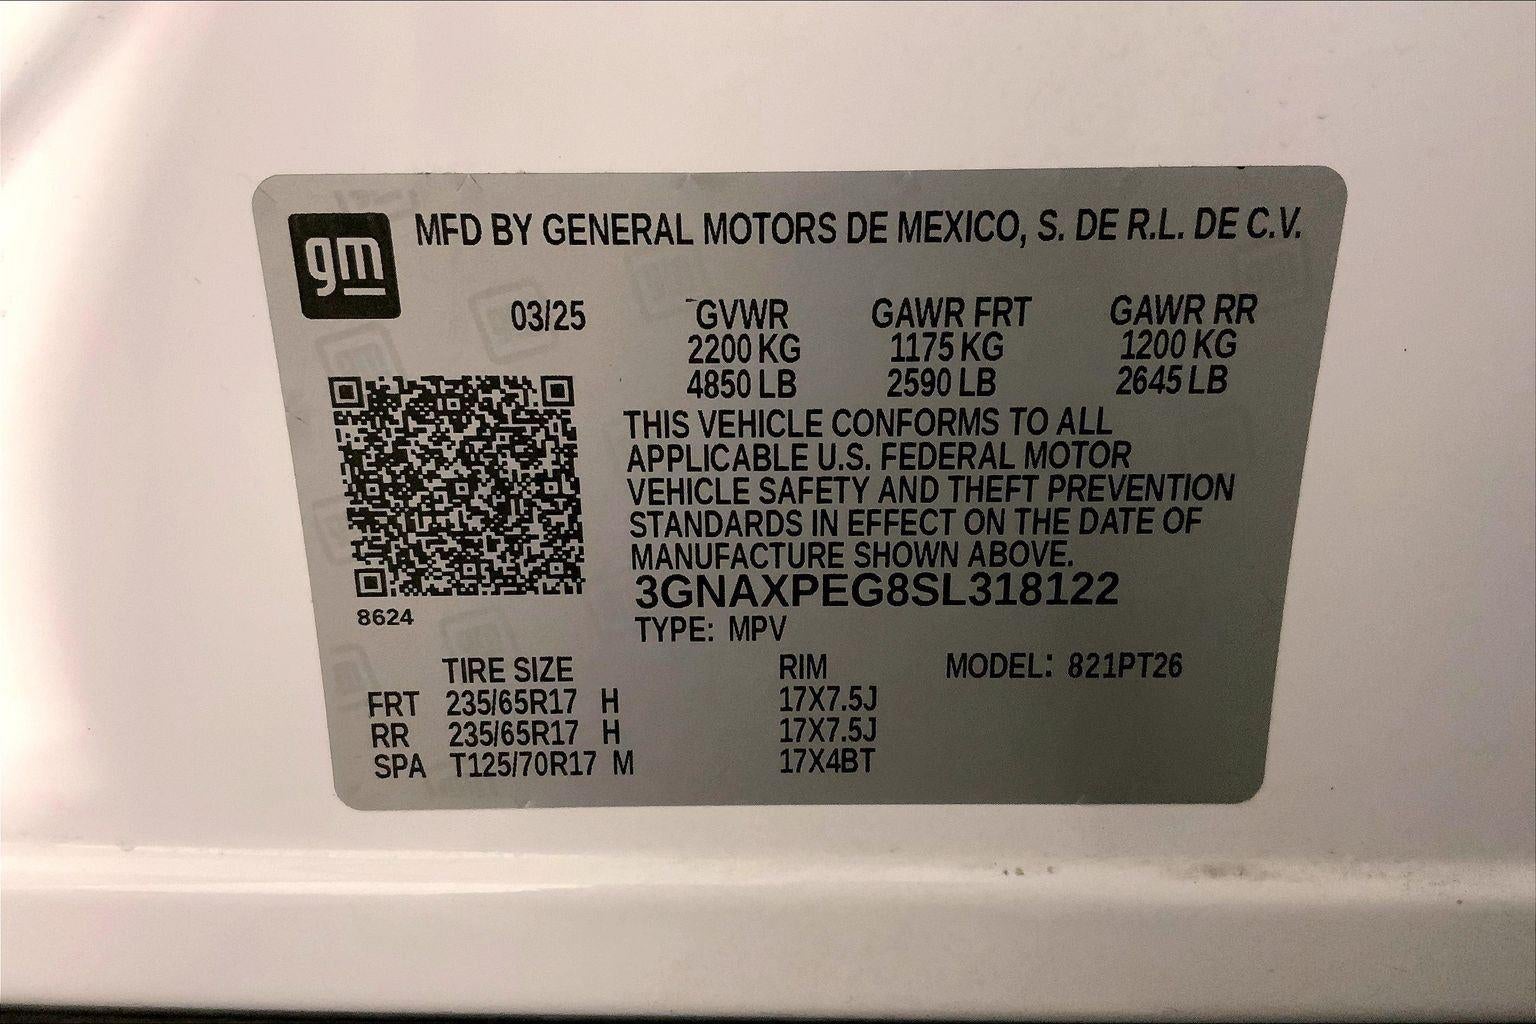 gm
MFD BY GENERAL MOTORS DE MEXICO, S. DE R.L. DE C.V.
03/25 GVWR GAWR FRT GAWR RR
2200 KG 1175 KG 1200 KG
4850 LB 2590 LB 2645 LB
THIS VEHICLE CONFORMS TO ALL
APPLICABLE U.S. FEDERAL MOTOR
VEHICLE SAFETY AND THEFT PREVENTION
STANDARDS IN EFFECT ON THE DATE OF
MANUFACTURE SHOWN ABOVE.
3GNAXPEG8SL318122
8624
TYPE: MPV
TIRE SIZE RIM MODEL: 821PT26
FRT 235/65R17 H 17X7.5J
RR 235/65R17 H 17X7.5J
SPA T125/70R17 M 17X4BT